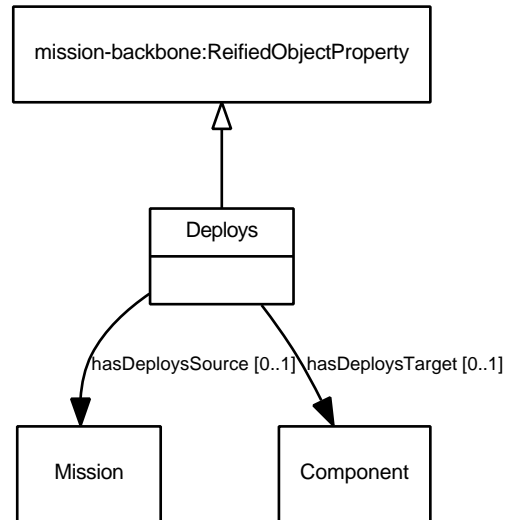 mission-backbone:ReifiedObjectProperty
Deploys
hasDeploysSource [0..1]
hasDeploysTarget [0..1]
Mission
Component